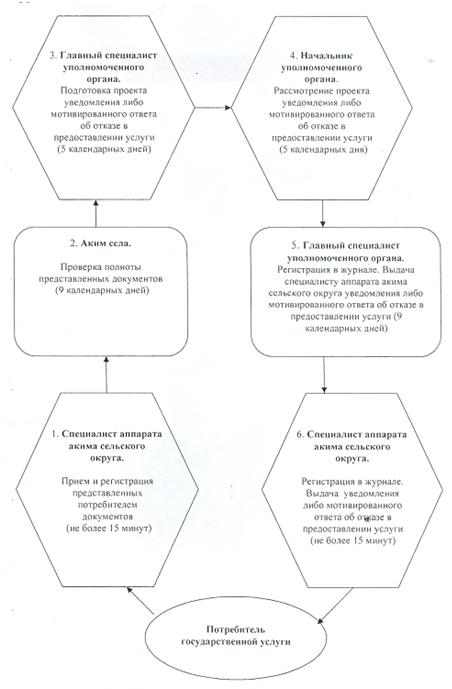 3. Главный специалист
уполномоченного
органа.
Подготовка проекта
уведомления либо
мотивированного ответа
об отказе в
предоставлении услуги
(5 календарных дней)
4. Начальник
уполномоченного
органа.
Рассмотрение проекта
уведомления либо
мотивированного ответа
об отказе в
предоставлении услуги
(5 календарных дня)
2. Аким села.
Проверка полноты
представленных документов
(9 календарных дней)
5. Главный специалист
уполномоченного органа.
Регистрация в журнале. Выдача
специалисту аппарата акима
сельского округа уведомления либо
мотивированного ответа об отказе в
предоставлении услуги (9
календарных дней)
1. Специалист аппарата
акима сельского
округа.
Прием и регистрация
представленных
потребителем
документов
(не более 15 минут)
6. Специалист аппарата
акима сельского
округа.
Регистрация в журнале.
Выдача уведомления
либо мотивированного
ответа об отказе в
предоставлении услуги
(не более 15 минут)
Потребитель
государственной услуги